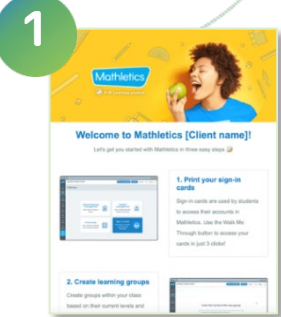 1
Mathletics
Welcome to Mathletics [Client name]!
Let's get you started with Mathletics in three easy steps
1. Print your sign-in
cards
Sign-in cards are used by students
to access their accounts in
Mathletics. Use the Walk Me
Through button to access your
cards in just 3 clicks!
2. Create learning groups
Create groups within your class
based on their current levels and